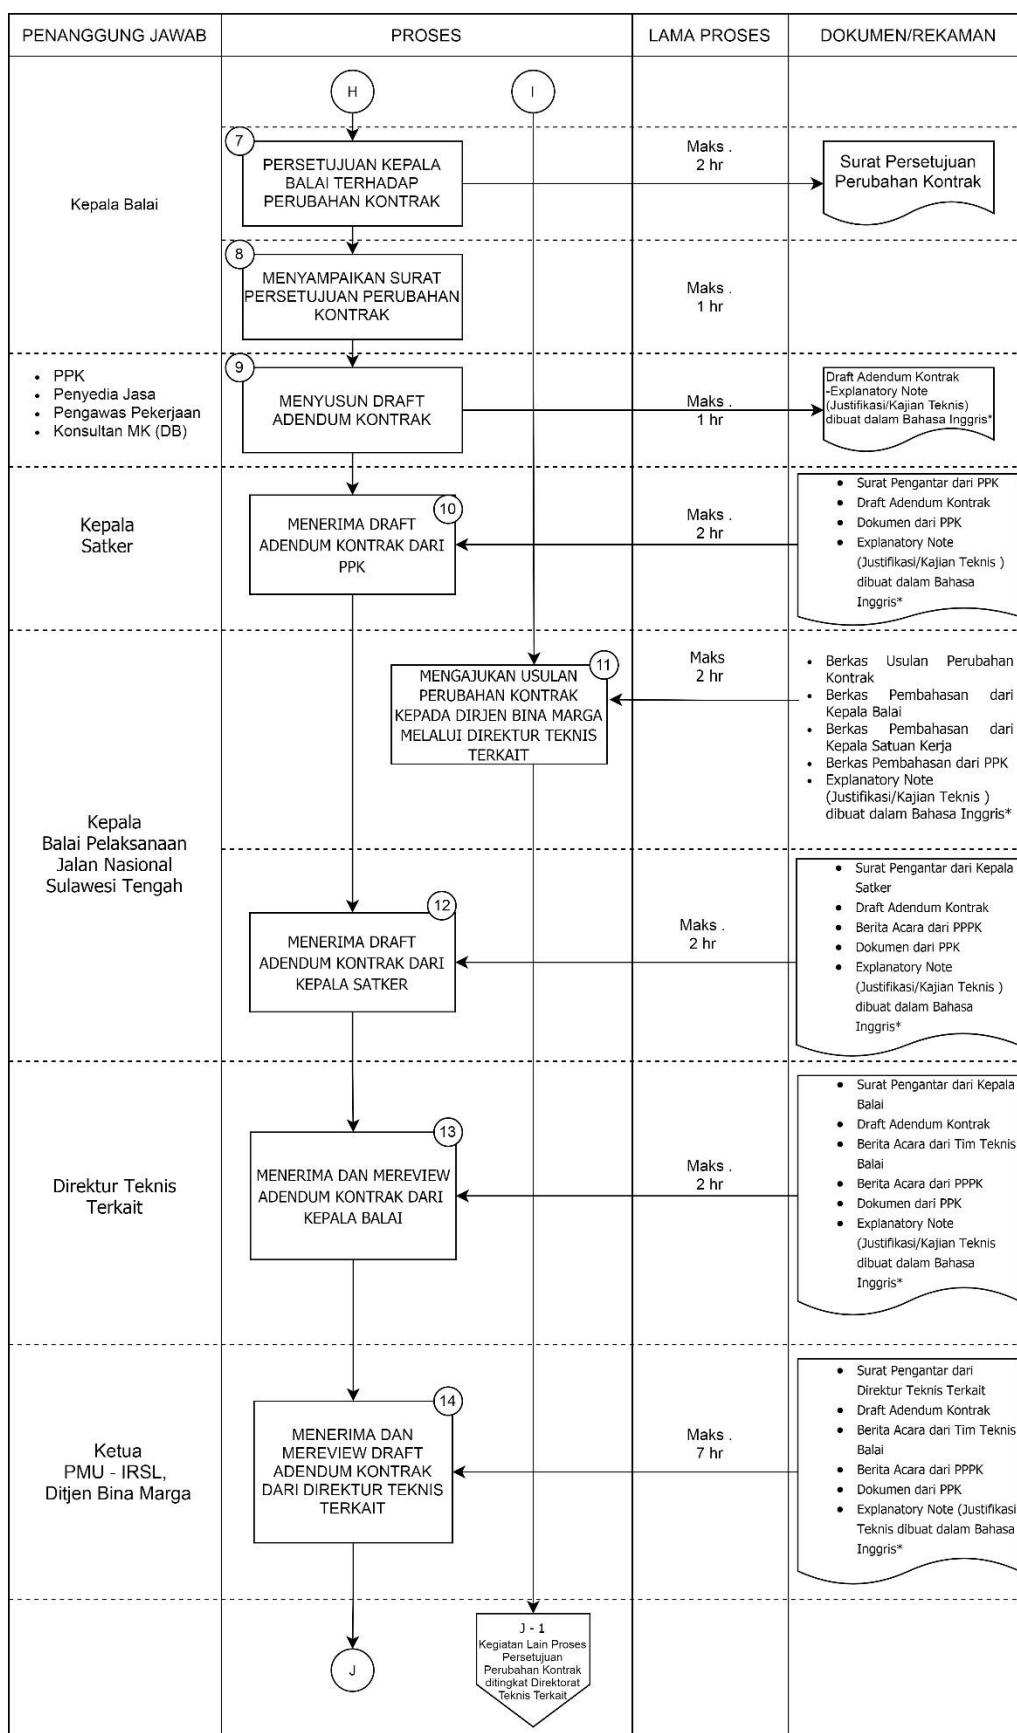 PENANGGUNG JAWAB
PROSES
LAMA PROSES
DOKUMEN/REKAMAN
H
I
Kepala Balai
7
PERSETUJUAN KEPALA
BALAI TERHADAP
PERUBAHAN KONTRAK
Maks .
2 hr
Surat Persetujuan
Perubahan Kontrak
8
MENYAMPAIKAN SURAT
PERSETUJUAN PERUBAHAN
KONTRAK
Maks .
1 hr
• PPK
• Penyedia Jasa
• Pengawas Pekerjaan
• Konsultan MK (DB)
9
MENYUSUN DRAFT
ADENDUM KONTRAK
Maks .
1 hr
Draft Adendum Kontrak
-Explanatory Note
(Justifikasi/Kajian Teknis)
dibuat dalam Bahasa Inggris*
Kepala
Satker
10
MENERIMA DRAFT
ADENDUM KONTRAK DARI
PPK
Maks .
2 hr
• Surat Pengantar dari PPK
• Draft Adendum Kontrak
• Dokumen dari PPK
• Explanatory Note
(Justifikasi/Kajian Teknis )
dibuat dalam Bahasa
Inggris*
Kepala
Balai Pelaksanaan
Jalan Nasional
Sulawesi Tengah
11
MENGAJUKAN USULAN
PERUBAHAN KONTRAK
KEPADA DIRJEN BINA MARGA
MELALUI DIREKTUR TEKNIS
TERKAIT
Maks
2 hr
• Berkas Usulan Perubahan
Kontrak
• Berkas Pembahasan dari
Kepala Balai
• Berkas Pembahasan dari
Kepala Satuan Kerja
• Berkas Pembahasan dari PPK
• Explanatory Note
(Justifikasi/Kajian Teknis )
dibuat dalam Bahasa Inggris*
12
MENERIMA DRAFT
ADENDUM KONTRAK DARI
KEPALA SATKER
Maks .
2 hr
• Surat Pengantar dari Kepala
Satker
• Draft Adendum Kontrak
• Berita Acara dari PPPK
• Dokumen dari PPK
• Explanatory Note
(Justifikasi/Kajian Teknis )
dibuat dalam Bahasa
Inggris*
Direktur Teknis
Terkait
13
MENERIMA DAN MEREVIEW
ADENDUM KONTRAK DARI
KEPALA BALAI
Maks .
2 hr
• Surat Pengantar dari Kepala
Balai
• Draft Adendum Kontrak
• Berita Acara dari Tim Teknis
Balai
• Berita Acara dari PPPK
• Dokumen dari PPK
• Explanatory Note
(Justifikasi/Kajian Teknis
dibuat dalam Bahasa
Inggris*
Ketua
PMU - IRSL,
Ditjen Bina Marga
14
MENERIMA DAN
MEREVIEW DRAFT
ADENDUM KONTRAK
DARI DIREKTUR TEKNIS
TERKAIT
Maks .
7 hr
• Surat Pengantar dari
Direktur Teknis Terkait
• Draft Adendum Kontrak
• Berita Acara dari Tim Teknis
Balai
• Berita Acara dari PPPK
• Dokumen dari PPK
• Explanatory Note (Justifikasi
Teknis dibuat dalam Bahasa
Inggris*
J
J - 1
Kegiatan Lain Proses
Persetujuan
Perubahan Kontrak
ditingkat Direktorat
Teknis Terkait